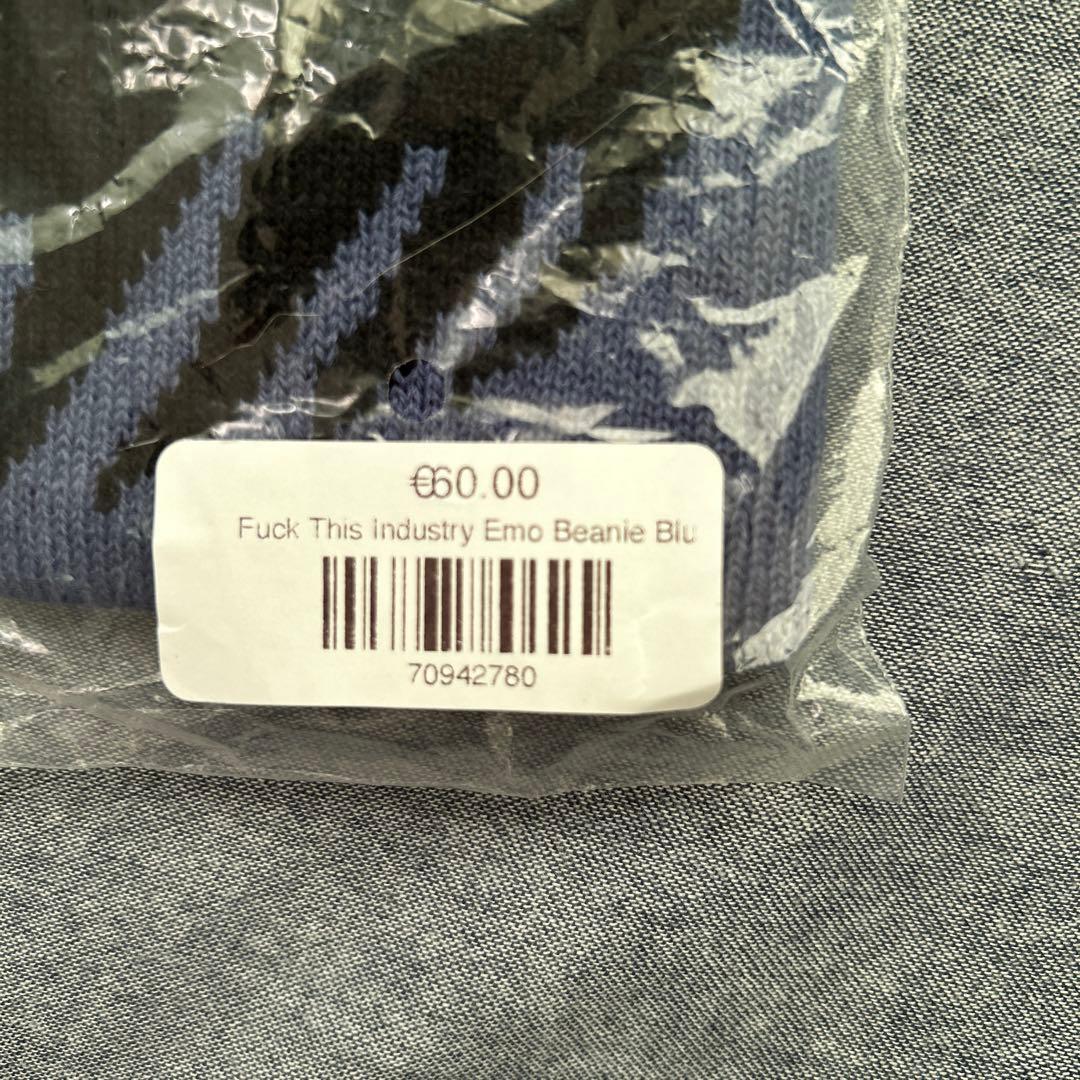 €60.00
Fuck This Industry Emo Beanie Blu
70942780